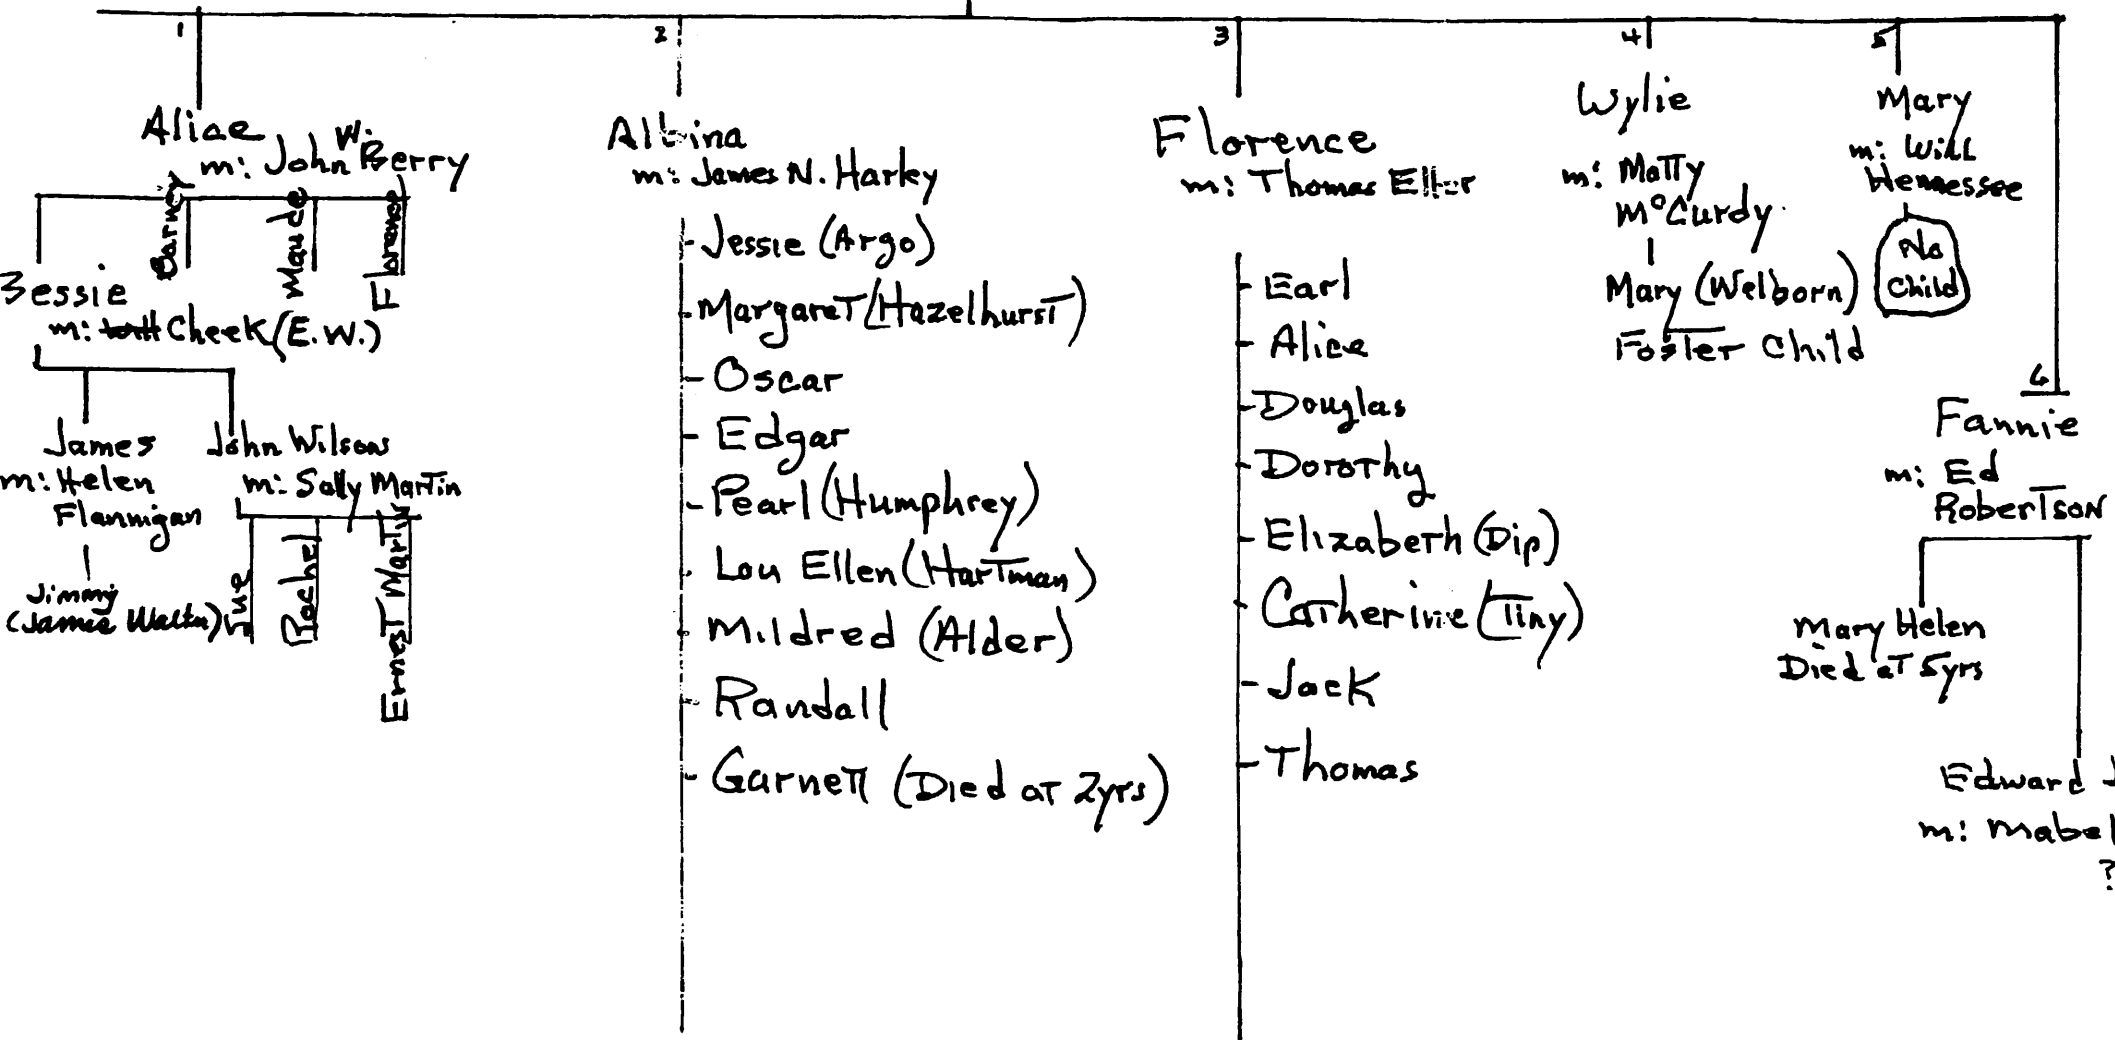 1
Alice
m: John W. Berry
Bessie
Barney
Maude
Florence
m: Cheek (E.W.)
James
m: Helen
Flannigan
Jimmy
(Jamie Walter)
John Wilson
m: Sally Martin
Sue
Rachel
Ernest Martin
2
Albina
m: James N. Harley
Jessie (Argo)
Margaret (Hazelhurst)
Oscar
Edgar
Pearl (Humphrey)
Lou Ellen (Hartman)
Mildred (Alder)
Randall
Garnett (Died at 2yrs)
3
Florence
m: Thomas Eller
Earl
Alice
Douglas
Dorothy
Elizabeth (Dip)
Catherine (Tiny)
Jack
Thomas
4
Wylie
m: Matty
McCurdy
Mary (Welborn)
Foster Child
5
Mary
m: Will
Hennessee
No
Child
6
Fannie
m: Ed
Robertson
Mary Helen
Died at 5yrs
Edward J
m: Mabel
?